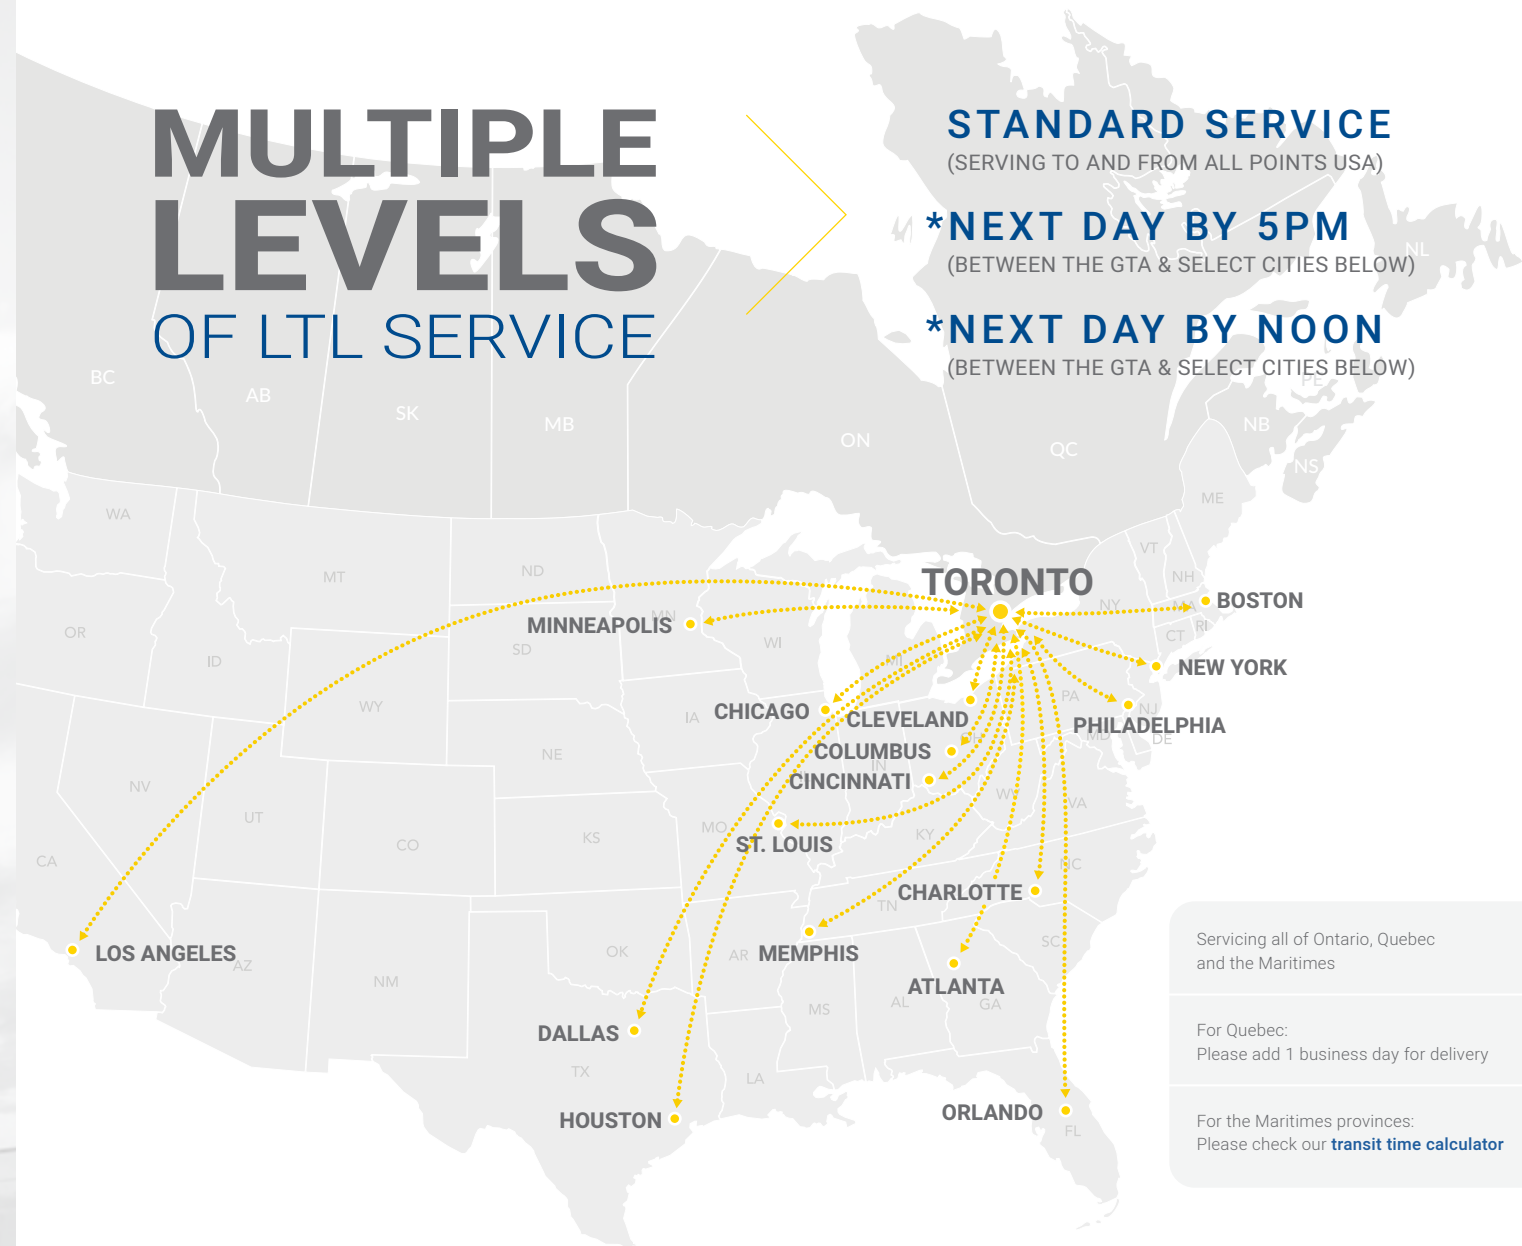 MULTIPLE
LEVELS
OF LTL SERVICE
STANDARD SERVICE
(SERVING TO AND FROM ALL POINTS USA)
*NEXT DAY BY 5PM
(BETWEEN THE GTA & SELECT CITIES BELOW)
*NEXT DAY BY NOON
(BETWEEN THE GTA & SELECT CITIES BELOW)
NL
PE
BC
AB
SK
MB
ON
QC
NB
NS
ME
WA
MT
ND
VT
NH
TORONTO
NY
MA
BOSTON
RI
MN
MINNEAPOLIS
OR
ID
SD
WI
MI
CT
NEW YORK
WY
IA
CHICAGO
CLEVELAND
PA
NJ
PHILADELPHIA
MD
DE
OH
NE
COLUMBUS
IN
CINCINNATI
NV
UT
CO
KS
MO
ST. LOUIS
KY
WV
VA
CA
NC
CHARLOTTE
TN
SC
LOS ANGELES
AZ
NM
OK
AR
MEMPHIS
ATLANTA
MS
AL
GA
DALLAS
TX
LA
HOUSTON
ORLANDO
FL
Servicing all of Ontario, Quebec
and the Maritimes
For Quebec:
Please add 1 business day for delivery
For the Maritimes provinces:
Please check our transit time calculator